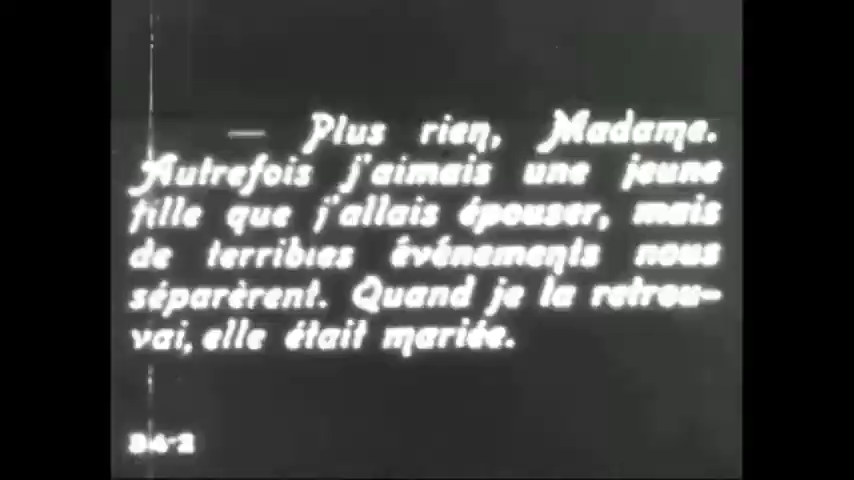 — Plus rien, Madame.
Autrefois j'aimais une jeune
fille que j'allais épouser, mais
de terribles événements nous
séparèrent. Quand je la retrou-
vai, elle était mariée.
34-2